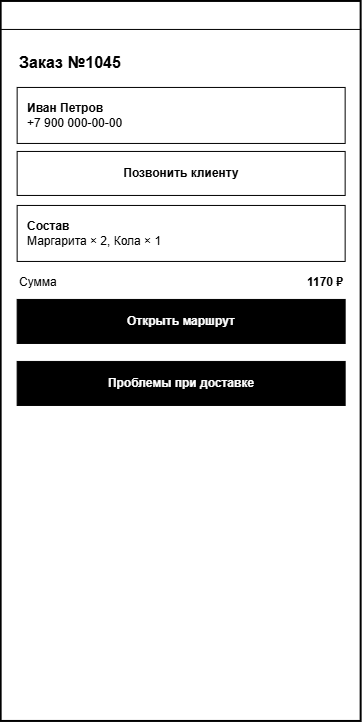 Заказ №1045
Иван Петров
+7 900 000-00-00
Позвонить клиенту
Состав
Маргарита × 2, Кола × 1
Сумма 1170 ₽
Открыть маршрут
Проблемы при доставке